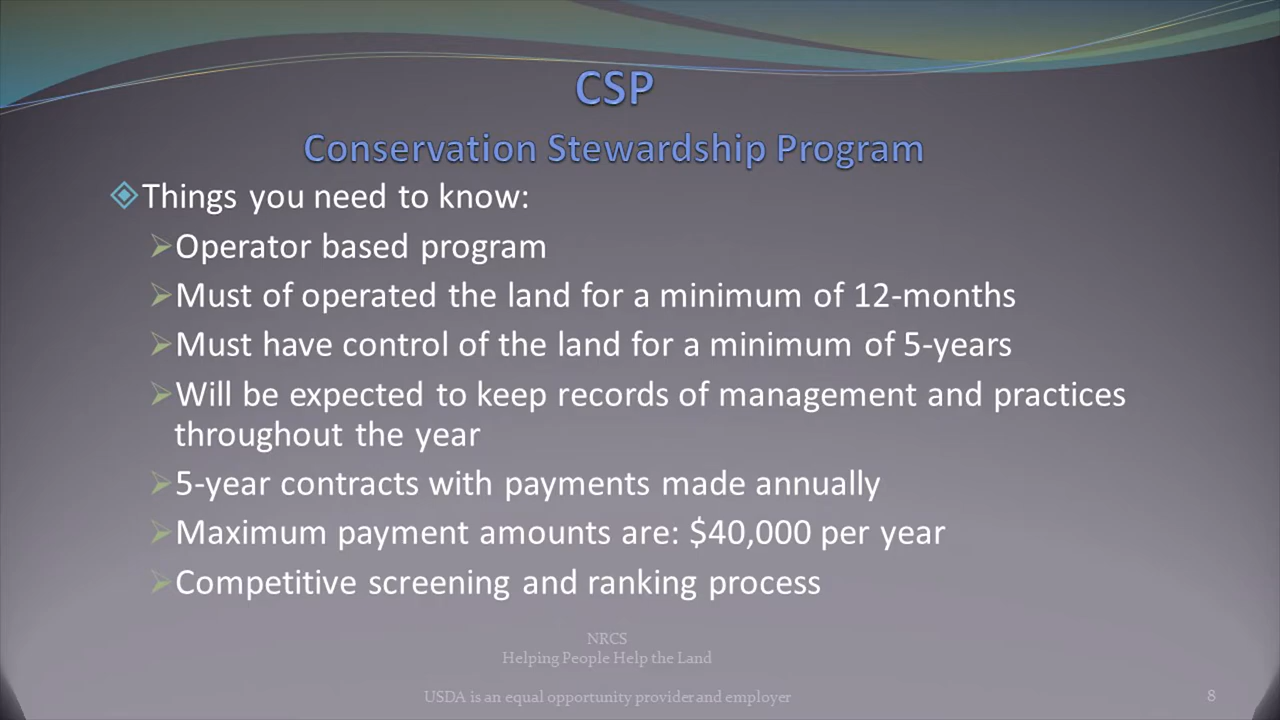 CSP
Conservation Stewardship Program
Things you need to know:
Operator based program
Must of operated the land for a minimum of 12-months
Must have control of the land for a minimum of 5-years
Will be expected to keep records of management and practices
throughout the year
5-year contracts with payments made annually
Maximum payment amounts are: $40,000 per year
Competitive screening and ranking process
NRCS
Helping People Help the Land
USDA is an equal opportunity provider and employer
8